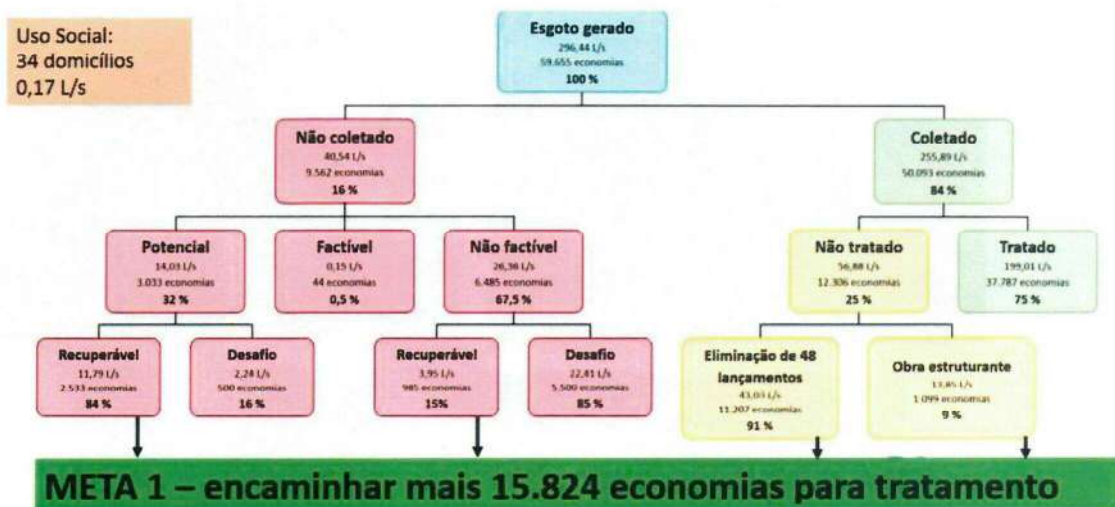 Uso Social:
34 domicílios
0,17 L/s
Esgoto gerado
296,44 L/s
59.655 economias
100 %
Não coletado
40,54 L/s
9.562 economias
16 %
Coletado
255,89 L/s
50.093 economias
84 %
Potencial
14,03 L/s
3.033 economias
32 %
Factível
0,15 L/s
44 economias
0,5 %
Não factível
26,36 L/s
6.485 economias
67,5 %
Não tratado
56,88 L/s
12.306 economias
25 %
Tratado
199,01 L/s
37.787 economias
75 %
Recuperável
11,79 L/s
2.533 economias
84 %
Desafio
2,24 L/s
500 economias
16 %
Recuperável
3,95 L/s
985 economias
15%
Desafio
22,41 L/s
5.500 economias
85 %
Eliminação de 48
lançamentos
43,03 L/s
11.207 economias
91 %
Obra estruturante
13,85 L/s
1.099 economias
9 %
META 1 – encaminhar mais 15.824 economias para tratamento